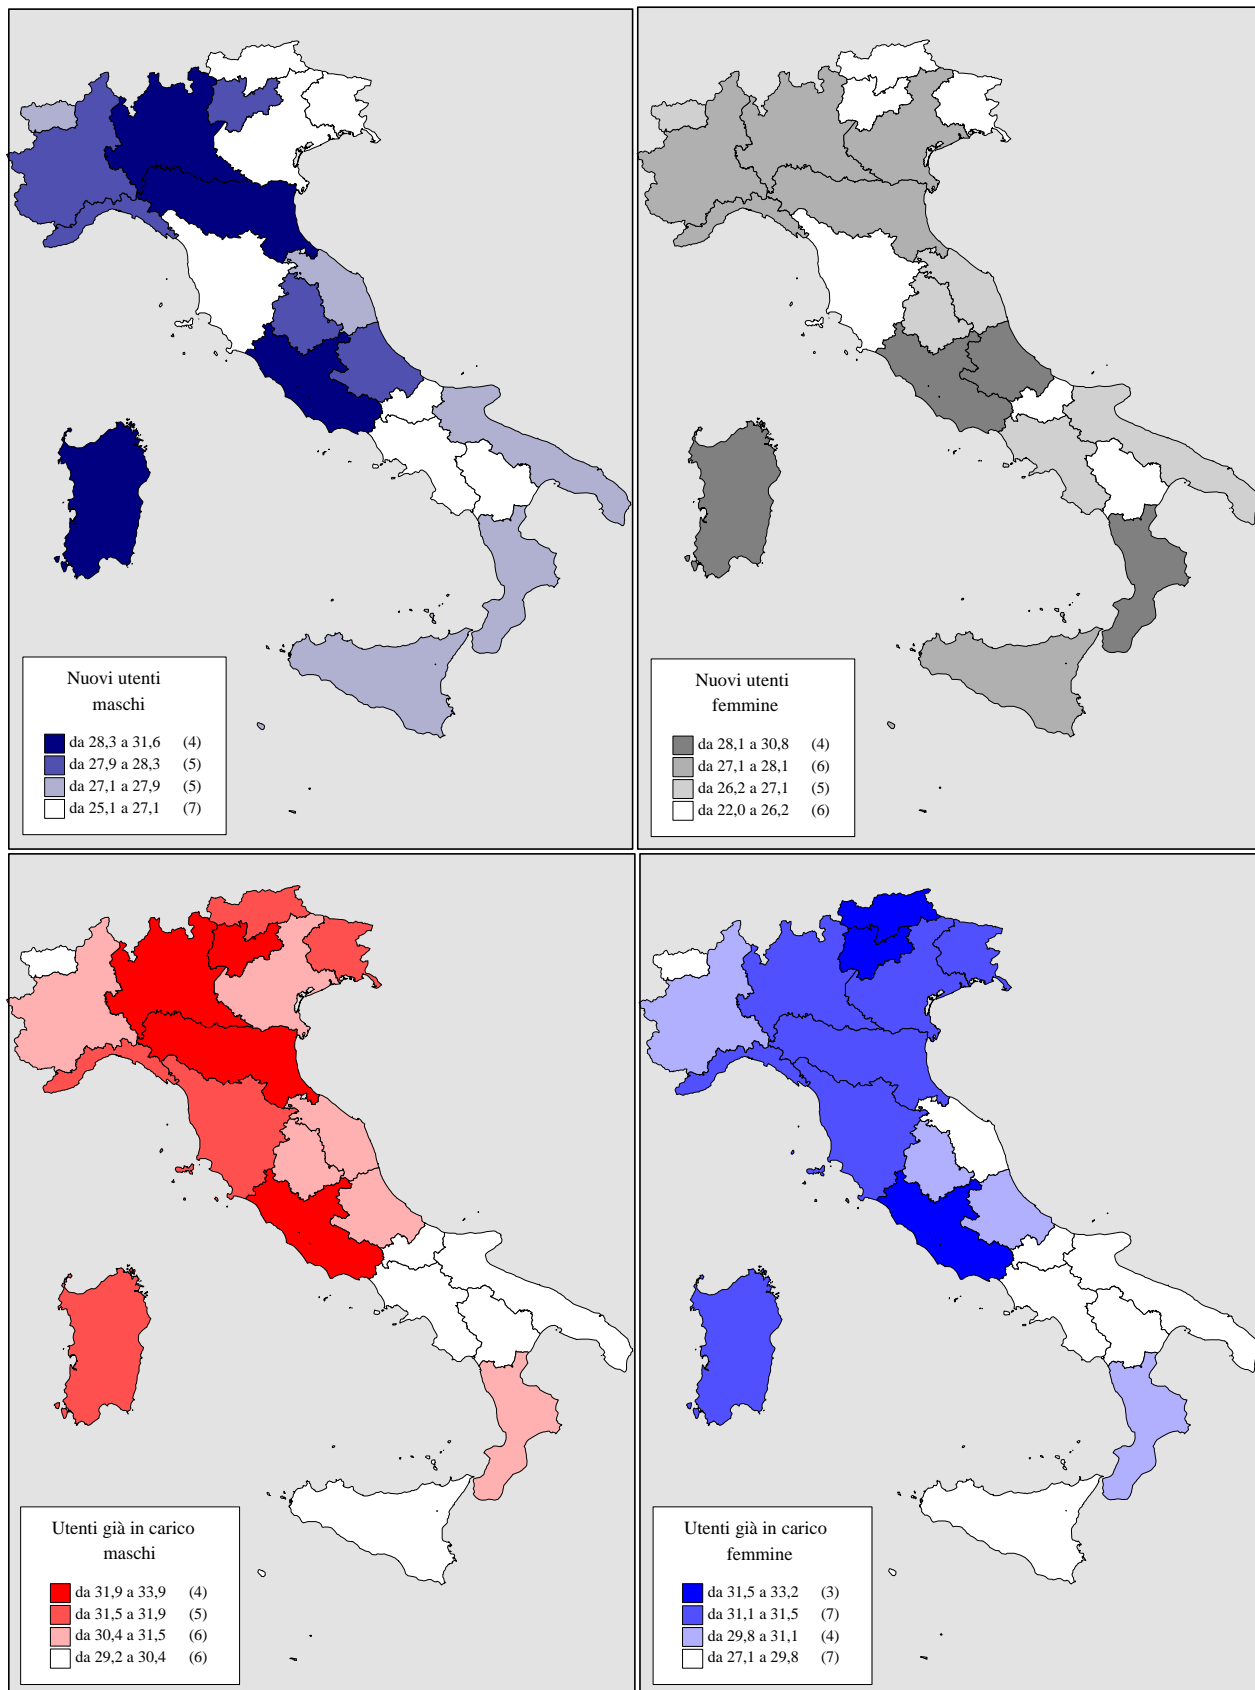 Nuovi utenti
maschi
da 28,3 a 31,6 (4)
da 27,9 a 28,3 (5)
da 27,1 a 27,9 (5)
da 25,1 a 27,1 (7)
Nuovi utenti
femmine
da 28,1 a 30,8 (4)
da 27,1 a 28,1 (6)
da 26,2 a 27,1 (5)
da 22,0 a 26,2 (6)
Utenti già in carico
maschi
da 31,9 a 33,9 (4)
da 31,5 a 31,9 (5)
da 30,4 a 31,5 (6)
da 29,2 a 30,4 (6)
Utenti già in carico
femmine
da 31,5 a 33,2 (3)
da 31,1 a 31,5 (7)
da 29,8 a 31,1 (4)
da 27,1 a 29,8 (7)